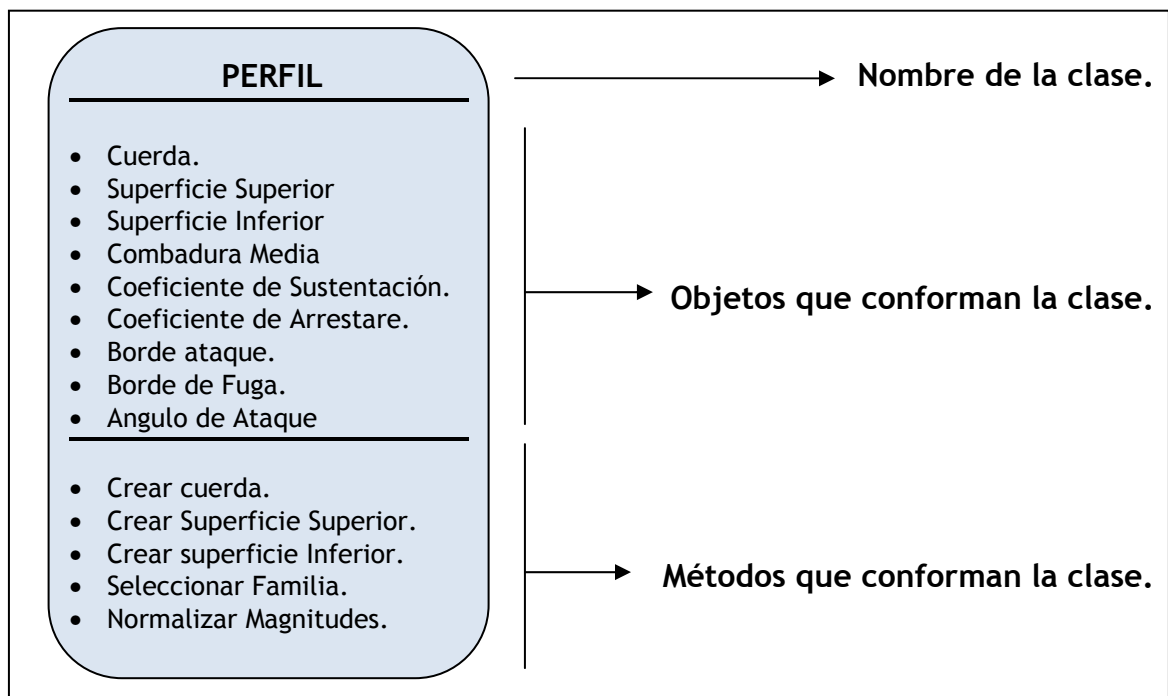 PERFIL
Nombre de la clase.
• Cuerda.
• Superficie Superior
• Superficie Inferior
• Combadura Media
• Coeficiente de Sustentación.
• Coeficiente de Arrestare.
• Borde ataque.
• Borde de Fuga.
• Angulo de Ataque
Objetos que conforman la clase.
• Crear cuerda.
• Crear Superficie Superior.
• Crear superficie Inferior.
• Seleccionar Familia.
• Normalizar Magnitudes.
Métodos que conforman la clase.